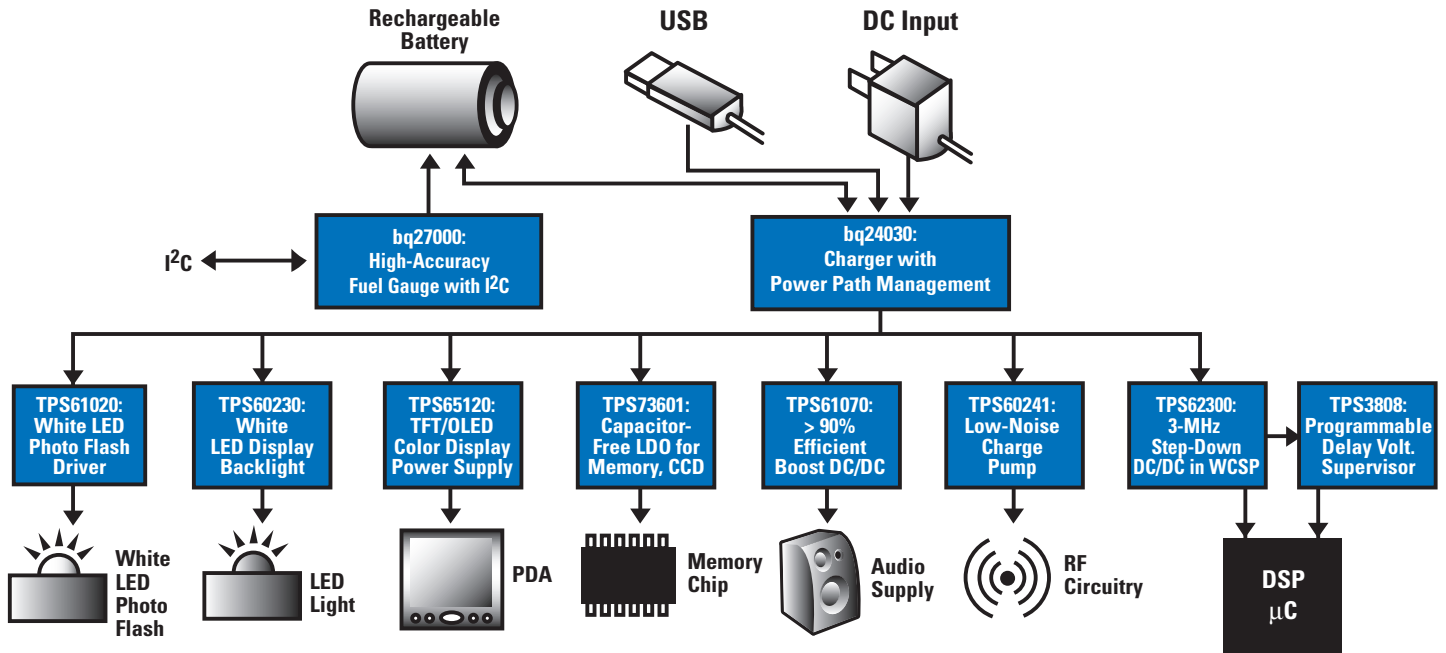 Rechargeable
Battery
USB
DC Input
I²C
bq27000:
High-Accuracy
Fuel Gauge with I²C
bq24030:
Charger with
Power Path Management
TPS61020:
White LED
Photo Flash
Driver
TPS60230:
White
LED Display
Backlight
TPS65120:
TFT/OLED
Color Display
Power Supply
TPS73601:
Capacitor-
Free LDO for
Memory, CCD
TPS61070:
> 90%
Efficient
Boost DC/DC
TPS60241:
Low-Noise
Charge
Pump
TPS62300:
3-MHz
Step-Down
DC/DC in WCSP
TPS3808:
Programmable
Delay Volt.
Supervisor
White
LED
Photo
Flash
LED
Light
PDA
Memory
Chip
Audio
Supply
RF
Circuitry
DSP
µC